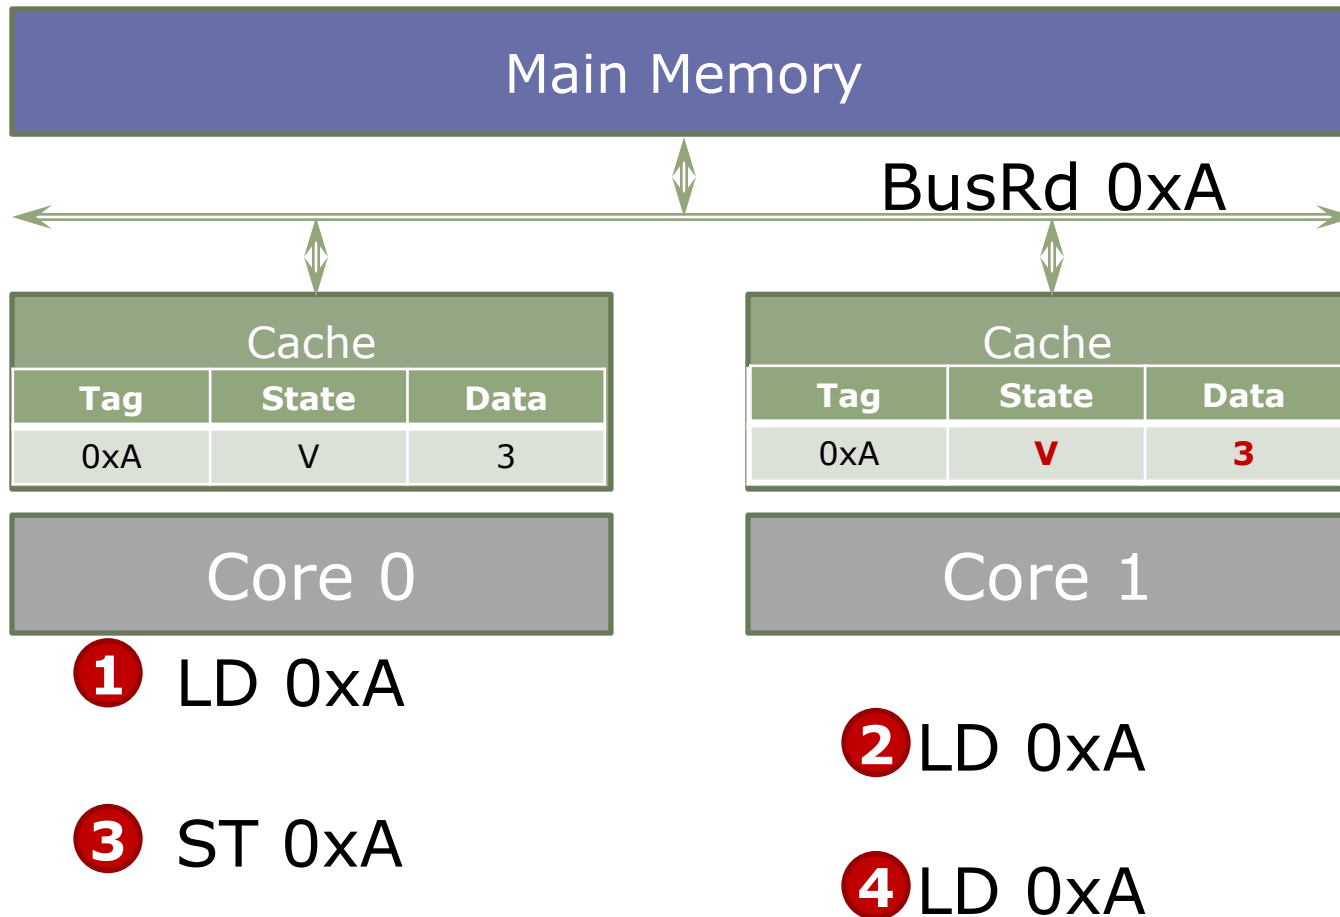 Main Memory
BusRd 0xA
Cache
Tag State Data
0xA V 3
Cache
Tag State Data
0xA V 3
Core 0
Core 1
1 LD 0xA
2 LD 0xA
3 ST 0xA
4 LD 0xA